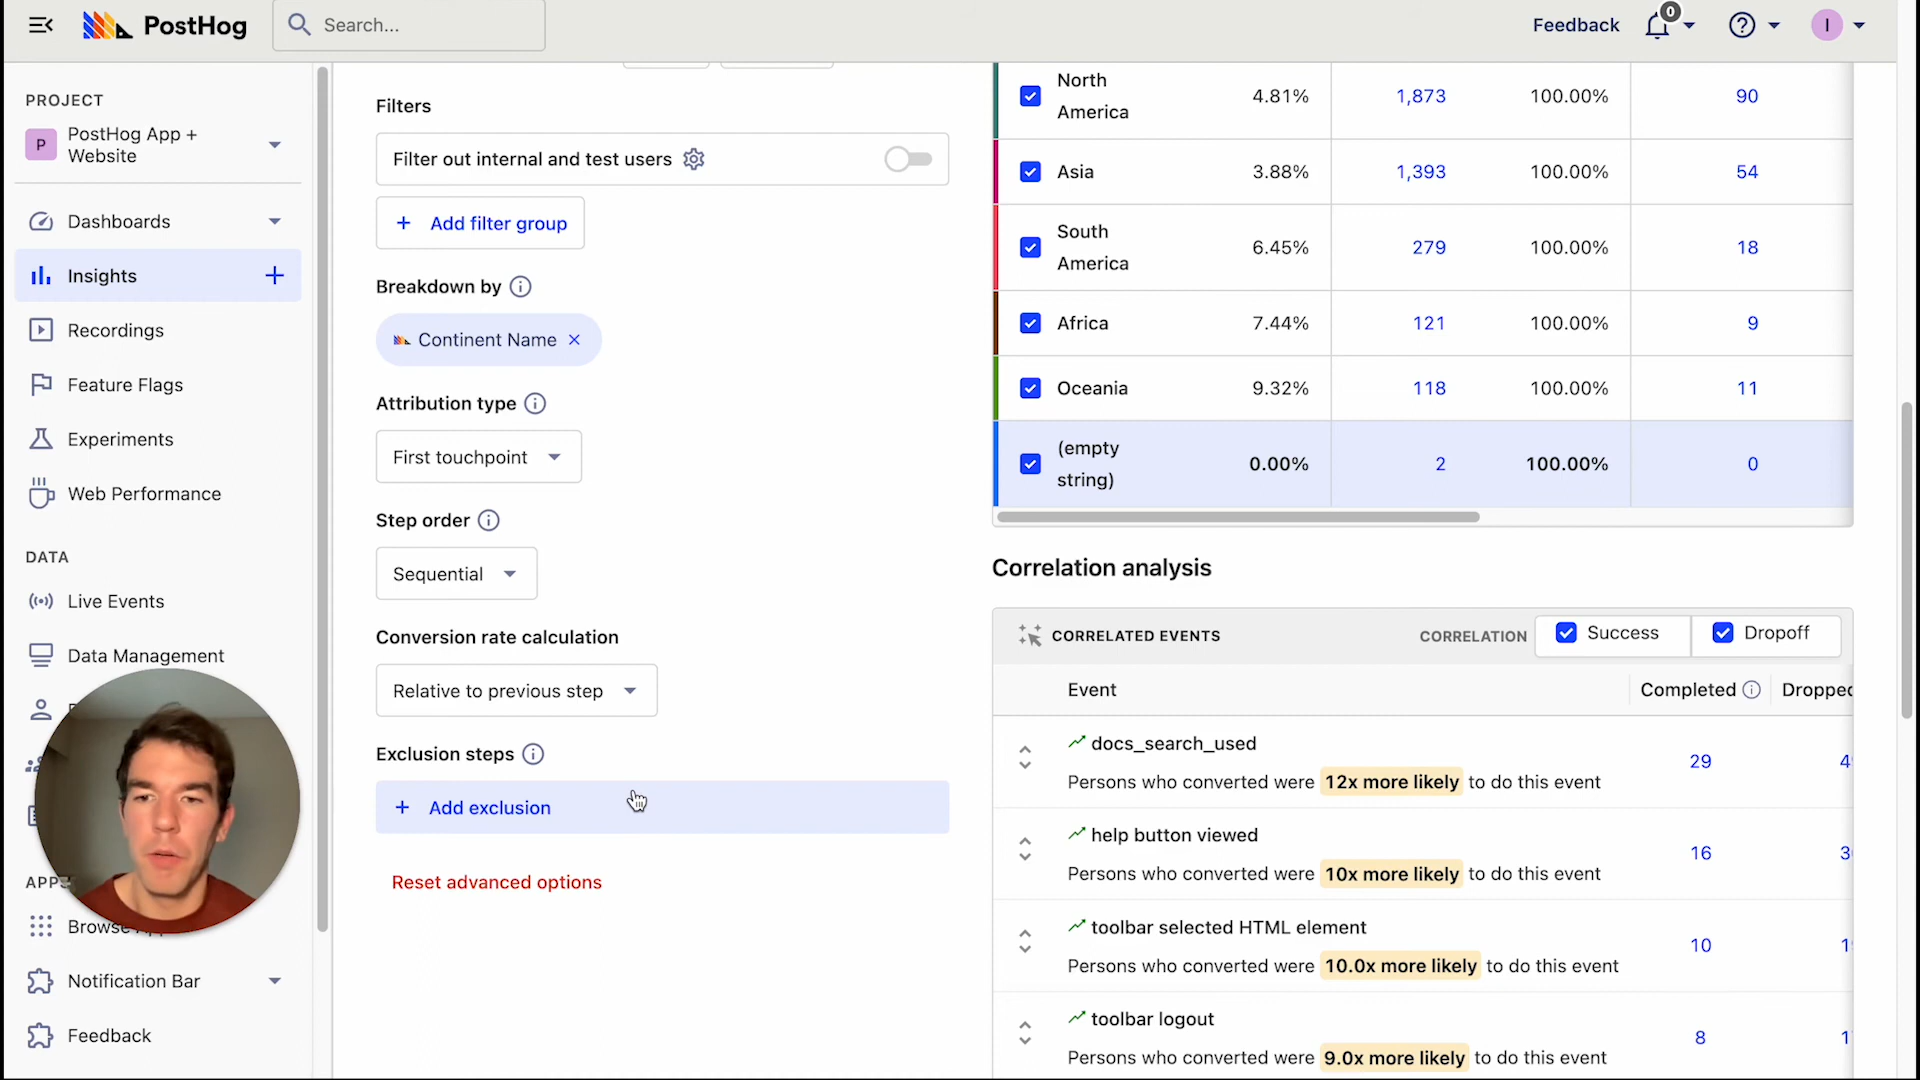 PostHog
Search...
Feedback
0
I
PROJECT
P
PostHog App +
Website
Dashboards
Insights
Recordings
Feature Flags
Experiments
Web Performance
DATA
Live Events
Data Management
APPS
Browse
Notification Bar
Feedback
Filters
Filter out internal and test users
+ Add filter group
Breakdown by
Continent Name
Attribution type
First touchpoint
Step order
Sequential
Conversion rate calculation
Relative to previous step
Exclusion steps
+ Add exclusion
Reset advanced options
North
America 4.81% 1,873 100.00% 90
Asia 3.88% 1,393 100.00% 54
South
America 6.45% 279 100.00% 18
Africa 7.44% 121 100.00% 9
Oceania 9.32% 118 100.00% 11
(empty
string) 0.00% 2 100.00% 0
Correlation analysis
CORRELATED EVENTS CORRELATION Success Dropoff
Event Completed Dropped
docs_search_used
Persons who converted were 12x more likely to do this event 29
help button viewed
Persons who converted were 10x more likely to do this event 16
toolbar selected HTML element
Persons who converted were 10.0x more likely to do this event 10
toolbar logout
Persons who converted were 9.0x more likely to do this event 8